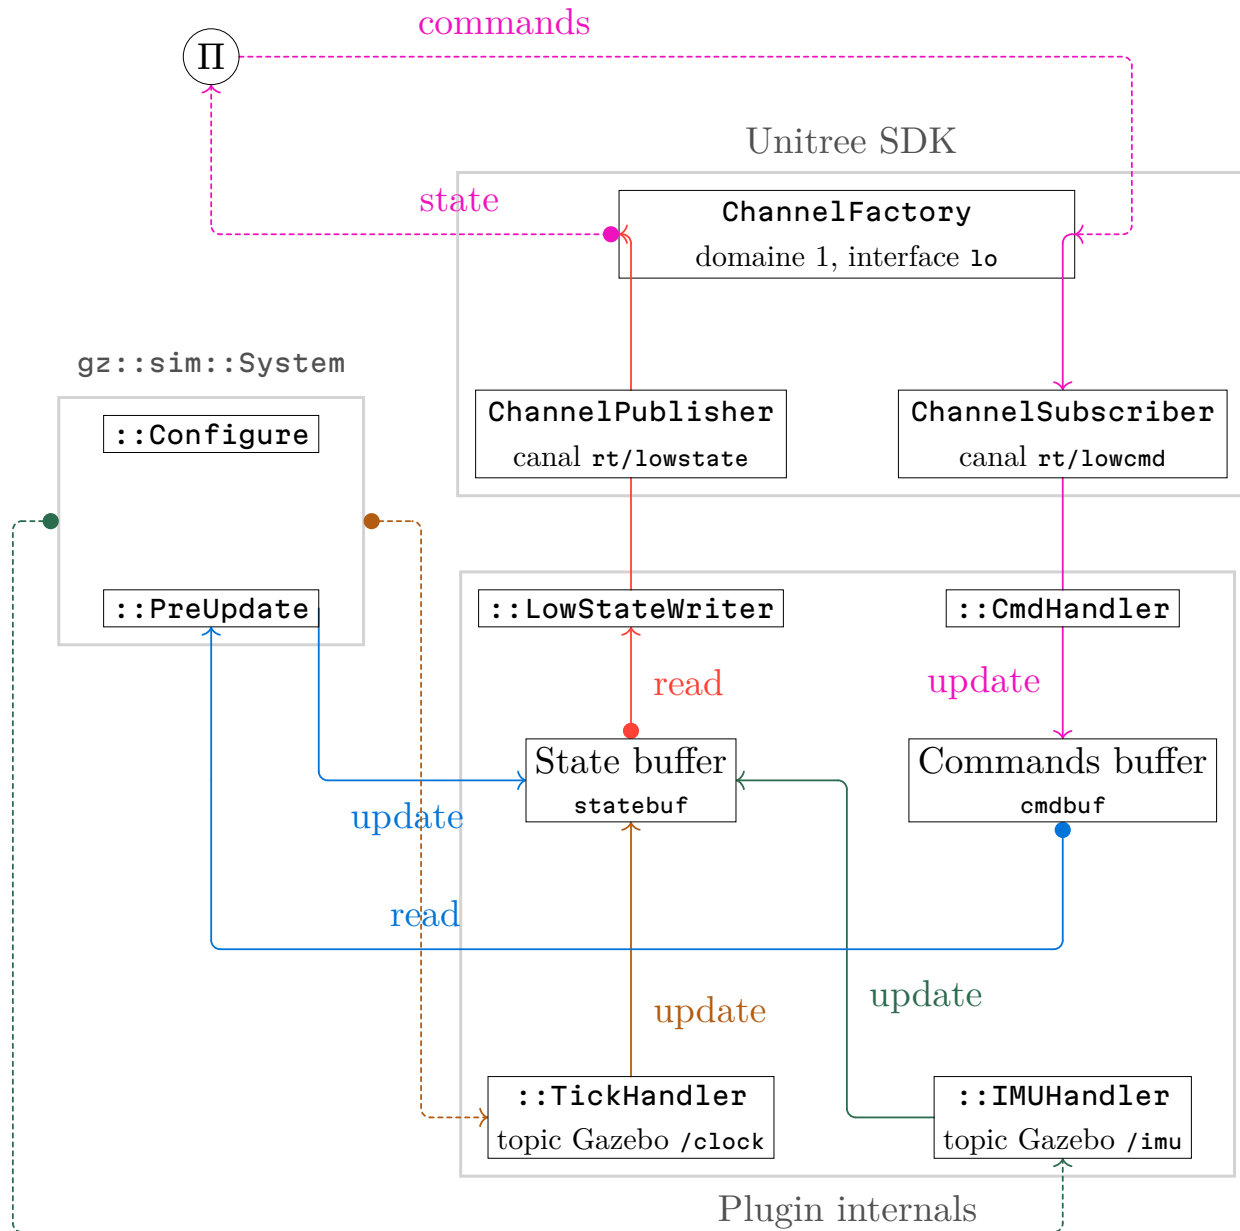 commands
Π
Unitree SDK
state
ChannelFactory
domaine 1, interface lo
gz::sim::System
::Configure
ChannelPublisher
canal rt/lowstate
ChannelSubscriber
canal rt/lowcmd
::PreUpdate
::LowStateWriter
::CmdHandler
read
update
State buffer
statebuf
Commands buffer
cmdbuf
update
read
update
update
::TickHandler
topic Gazebo /clock
::IMUHandler
topic Gazebo /imu
Plugin internals